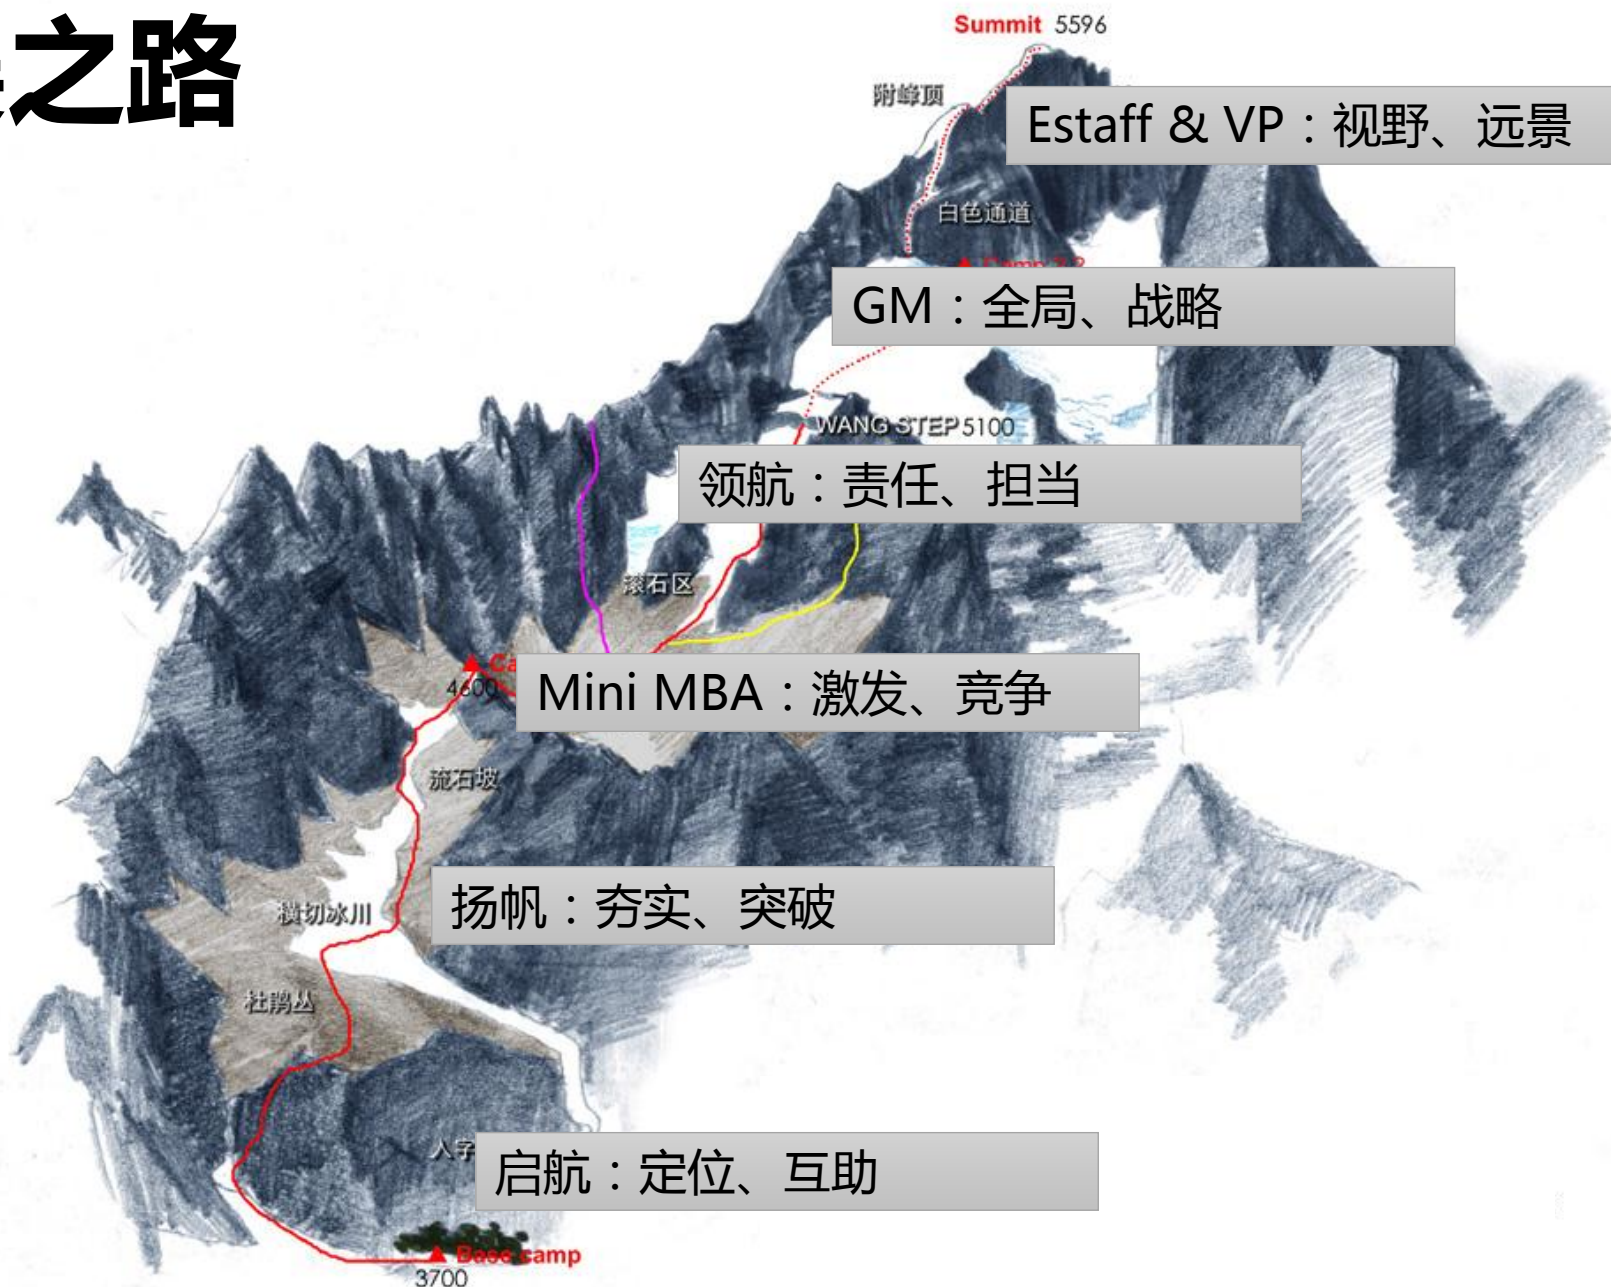 之路
Summit 5596
附峰顶
Estaff & VP：视野、远景
白色通道
GM：全局、战略
WANG STEP 5100
领航：责任、担当
滚石区
4600
Mini MBA：激发、竞争
流石坡
扬帆：夯实、突破
横切冰川
杜鹃丛
人字
启航：定位、互助
Base camp
3700